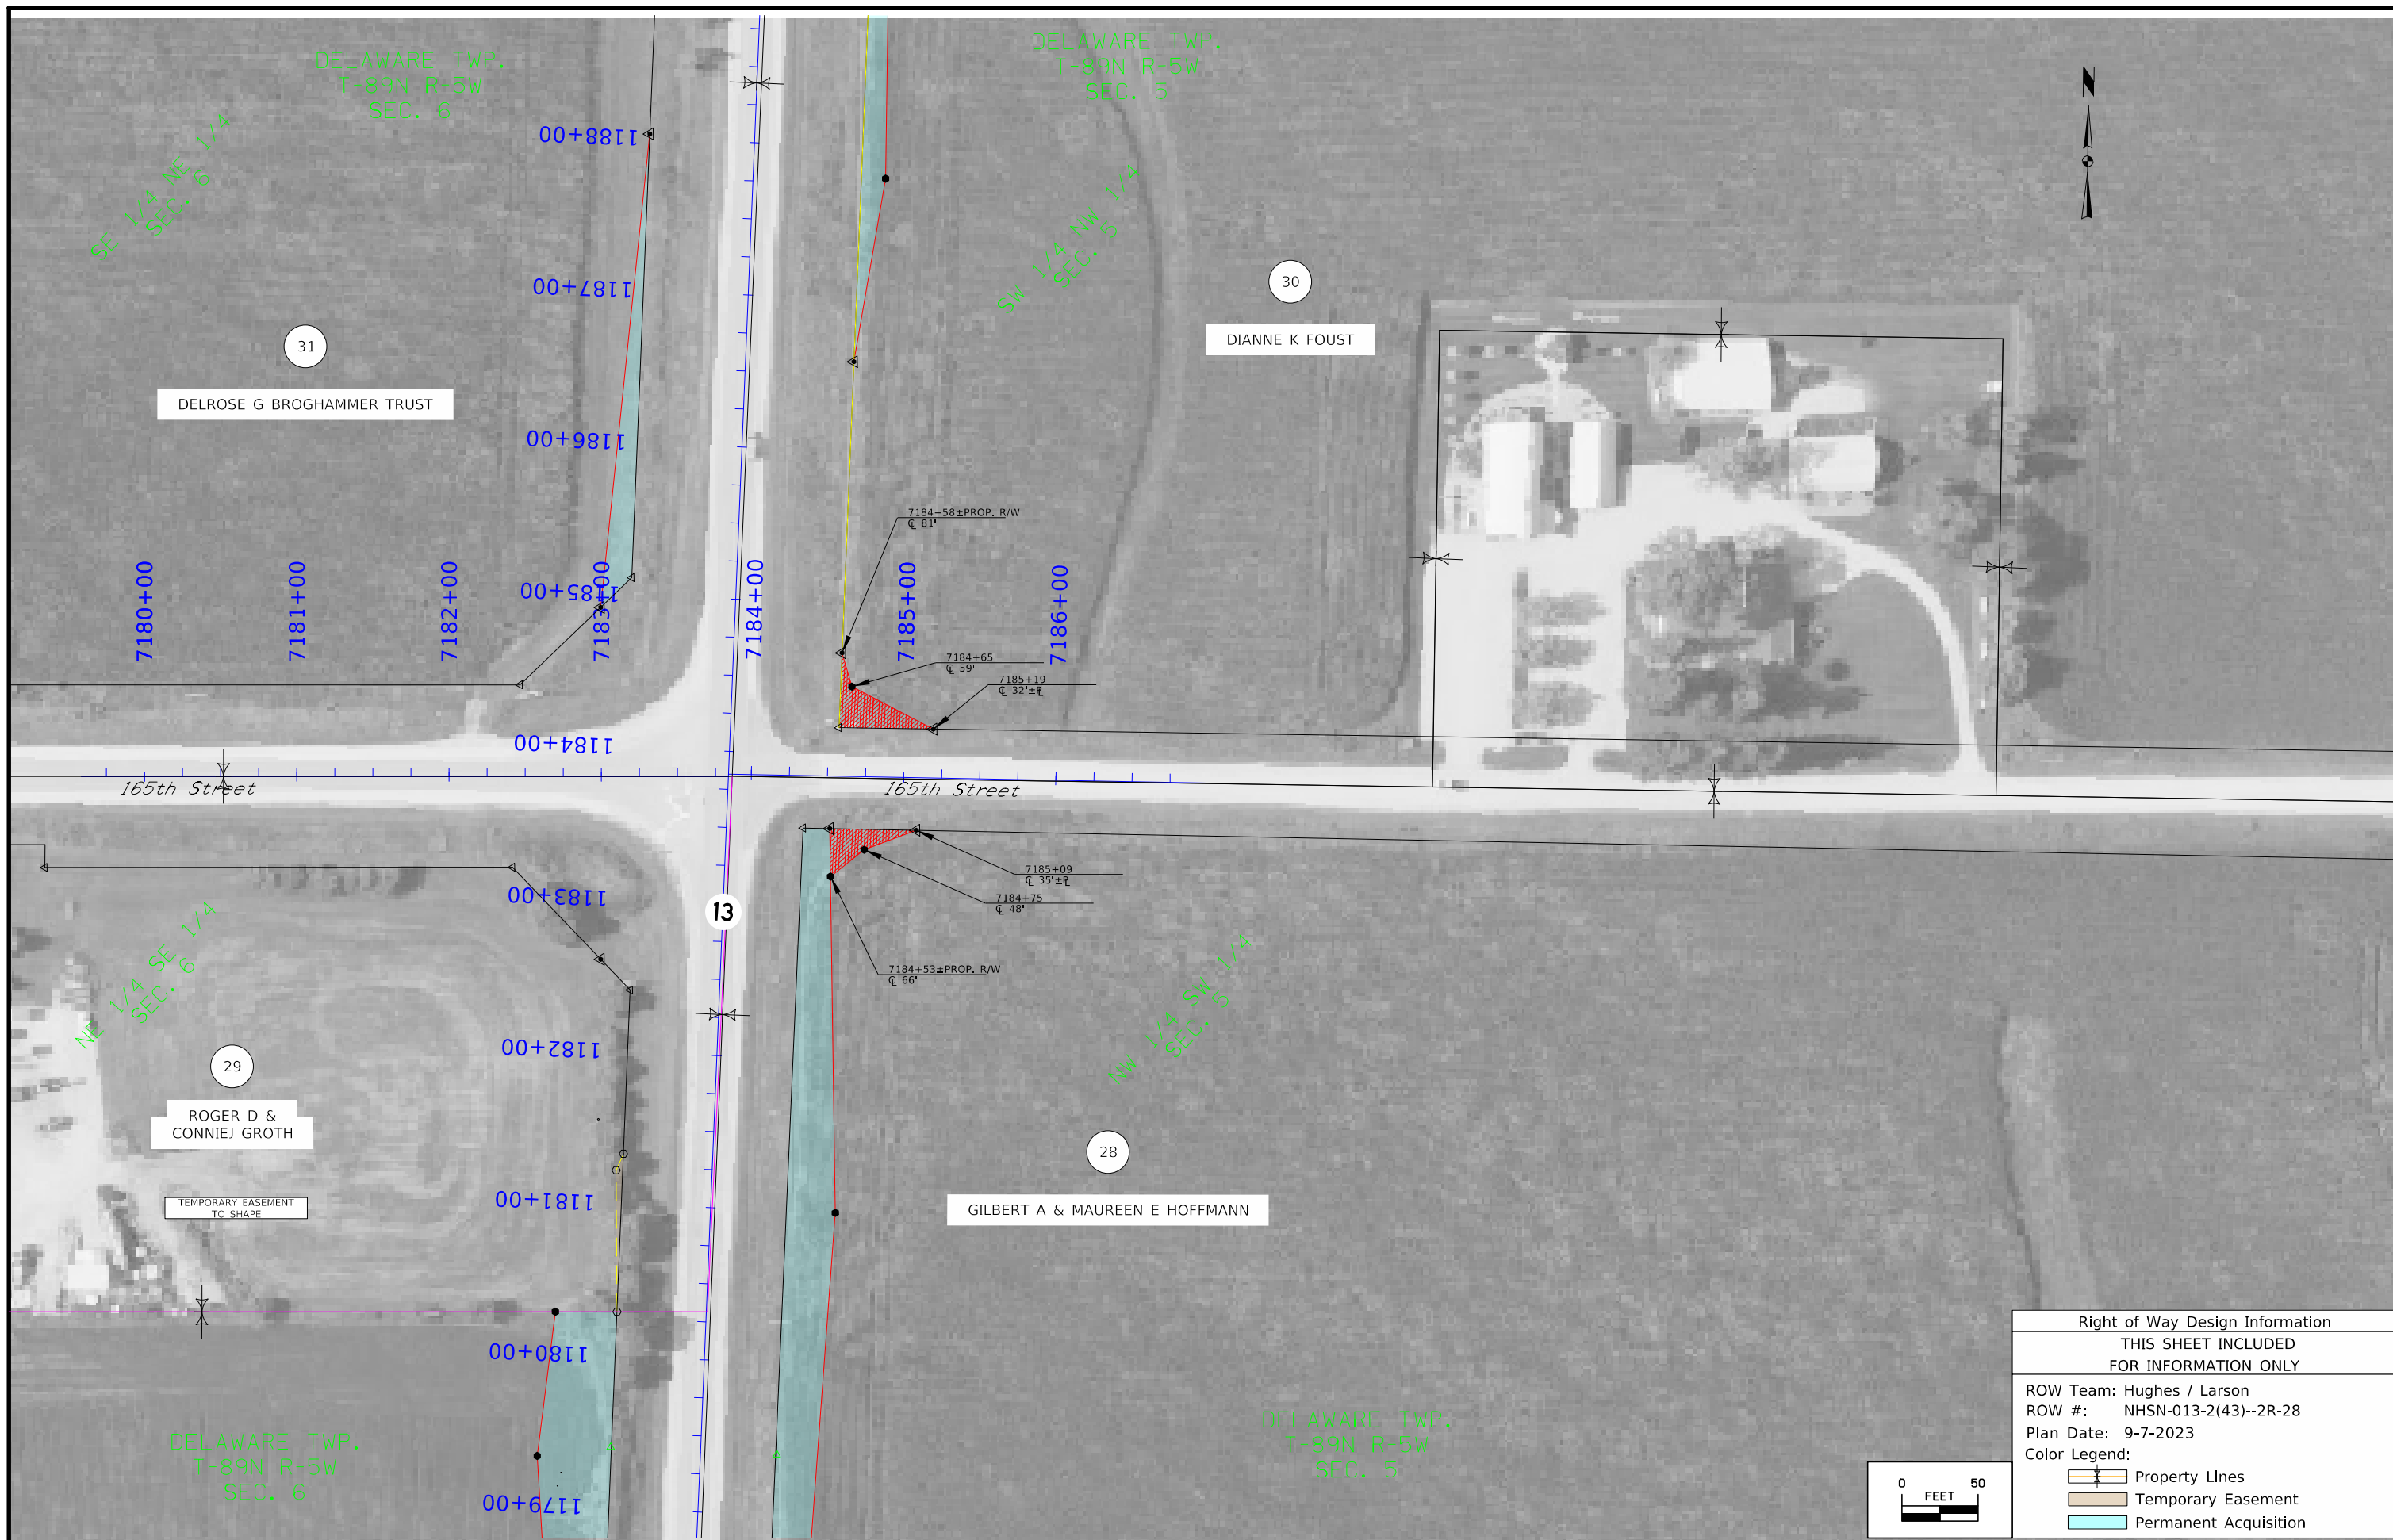 DELAWARE TWP.
T-89N R-5W
SEC. 6
DELAWARE TWP.
T-89N R-5W
SEC. 5
N
SE 1/4 NE 1/4
SEC. 6
SW 1/4 NW 1/4
SEC. 5
1188+00
1187+00
1186+00
1185+00
1184+00
1183+00
1182+00
1181+00
1180+00
1179+00
31
DELROSE G BROGHAMMER TRUST
30
DIANNE K FOUST
7180+00
7181+00
7182+00
7183+00
7184+00
7185+00
7186+00
7184+58±PROP. R/W
℄ 81'
7184+65
℄ 59'
7185+19
℄ 32'±℄
165th Street
165th Street
7185+09
℄ 35'±℄
7184+75
℄ 48'
7184+53±PROP. R/W
℄ 66'
13
NE 1/4 SE 1/4
SEC. 6
NW 1/4 SW 1/4
SEC. 5
29
ROGER D &
CONNIEJ GROTH
TEMPORARY EASEMENT
TO SHAPE
28
GILBERT A & MAUREEN E HOFFMANN
DELAWARE TWP.
T-89N R-5W
SEC. 6
DELAWARE TWP.
T-89N R-5W
SEC. 5
0 50
FEET
Right of Way Design Information
THIS SHEET INCLUDED
FOR INFORMATION ONLY
ROW Team: Hughes / Larson
ROW #: NHSN-013-2(43)--2R-28
Plan Date: 9-7-2023
Color Legend:
Property Lines
Temporary Easement
Permanent Acquisition